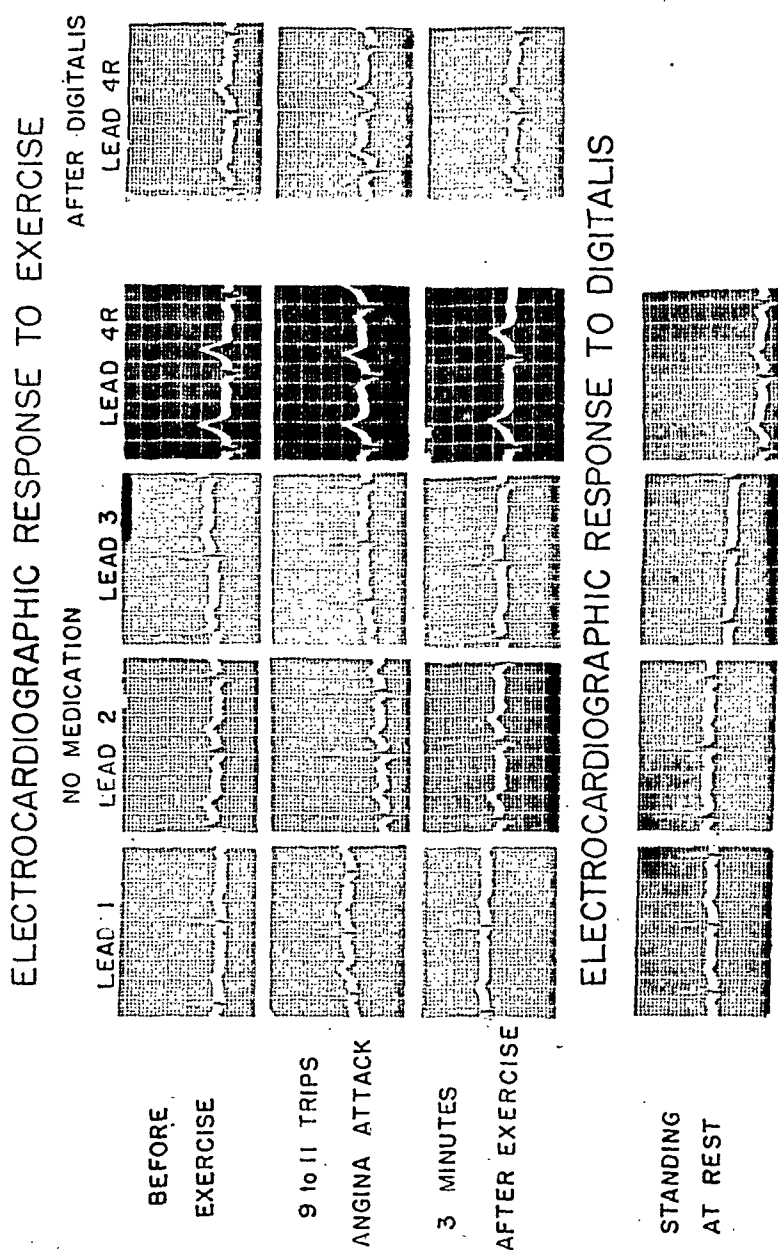 ELECTROCARDIOGRAPHIC RESPONSE TO EXERCISE
NO MEDICATION
AFTER DIGITALIS
LEAD 1
LEAD 2
LEAD 3
LEAD 4R
LEAD 4R
BEFORE
EXERCISE
9 to 11 TRIPS
ANGINA ATTACK
3 MINUTES
AFTER EXERCISE
ELECTROCARDIOGRAPHIC RESPONSE TO DIGITALIS
STANDING
AT REST